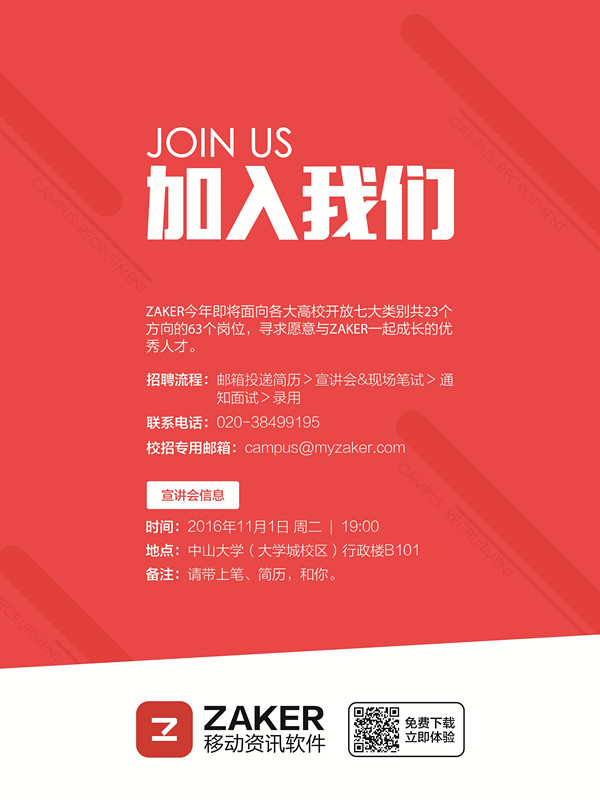 JOIN US
加入我们
CAMPUS RECRUITMENT
CAMPUS RECRUITMENT
ZAKER今年即将面向各大高校开放七大类别共23个
方向的63个岗位，寻求愿意与ZAKER一起成长的优
秀人才。
招聘流程：邮箱投递简历＞宣讲会&现场笔试＞ 通
知面试＞录用
联系电话：020-38499195
校招专用邮箱：campus@myzaker.com
CAMPUS RECRUITMENT
宣讲会信息
时间：2016年11月1日 周二 | 19:00
地点：中山大学（大学城校区）行政楼B101
备注：请带上笔、简历，和你。
CAMPUS RECRUITMENT
ZAKER
移动资讯软件
免费下载
立即体验